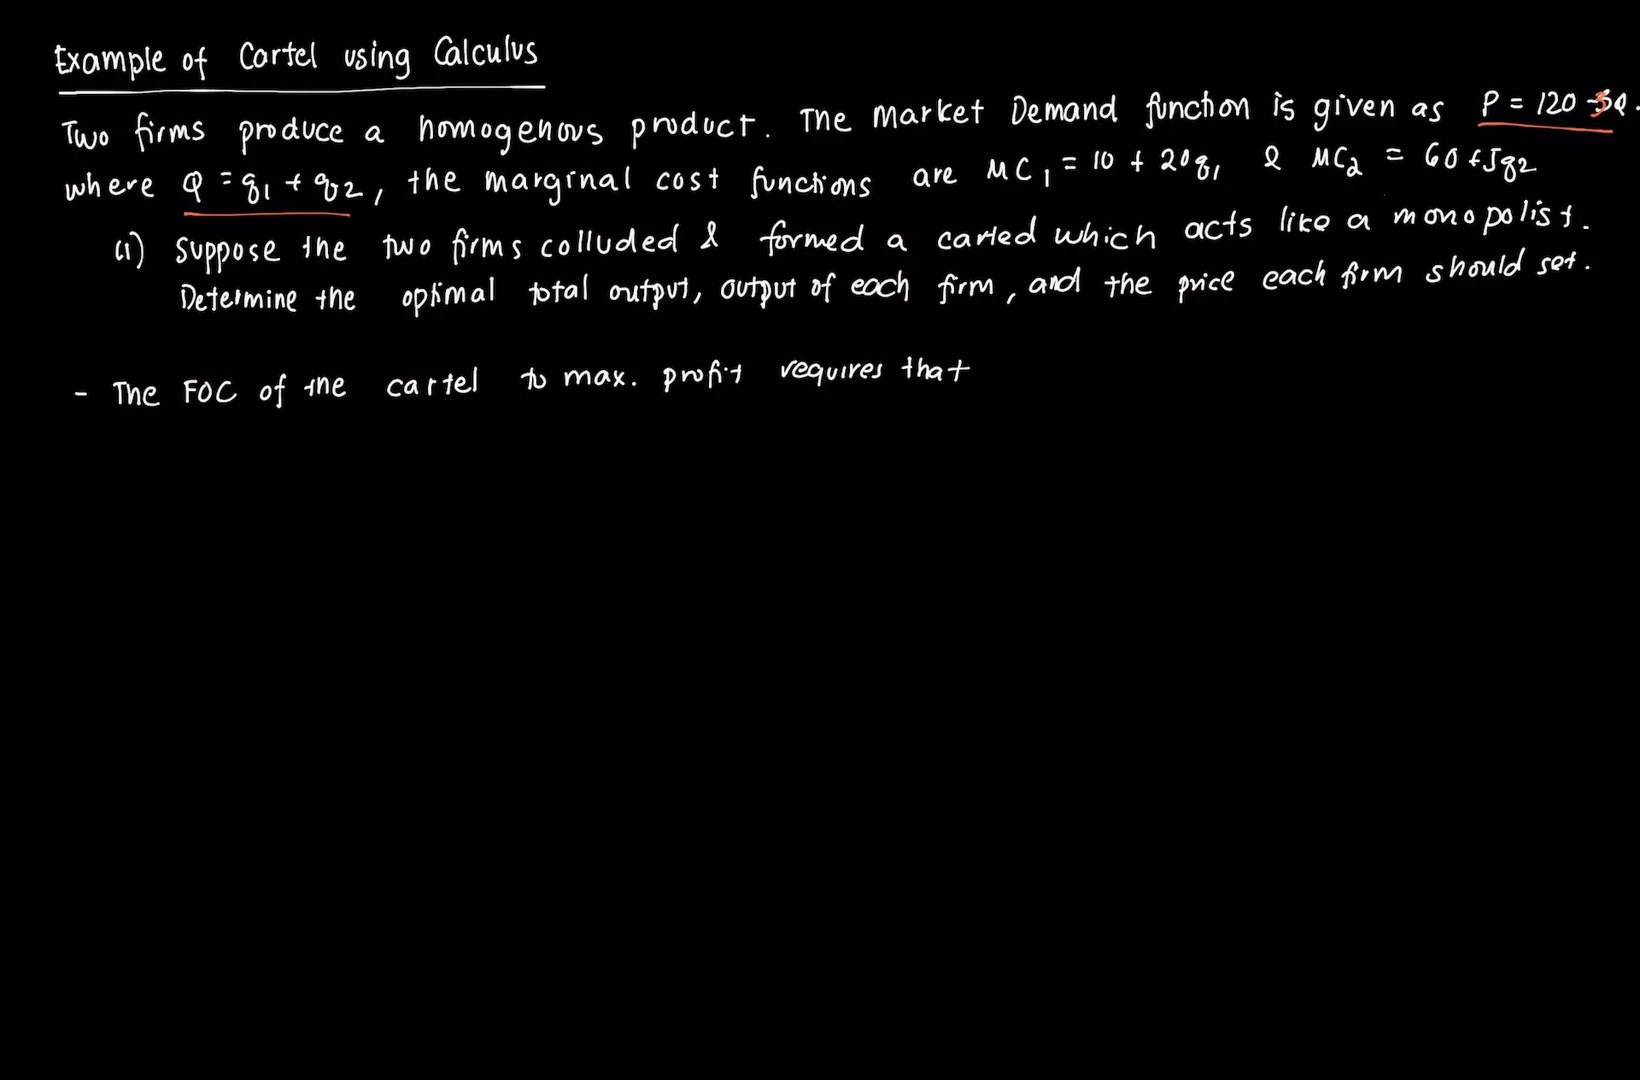 Example of Cartel using Calculus
Two firms produce a homogenous product. The Market Demand function is given as P = 120 - Q.
where Q = q1 + q2, the marginal cost functions are MC1 = 10 + 20q1 & MC2 = 60 + 5q2
(1) Suppose the two firms colluded & formed a carted which acts like a monopolist.
Determine the optimal total output, output of each firm, and the price each firm should set.
- The FOC of the cartel to max. profit requires that